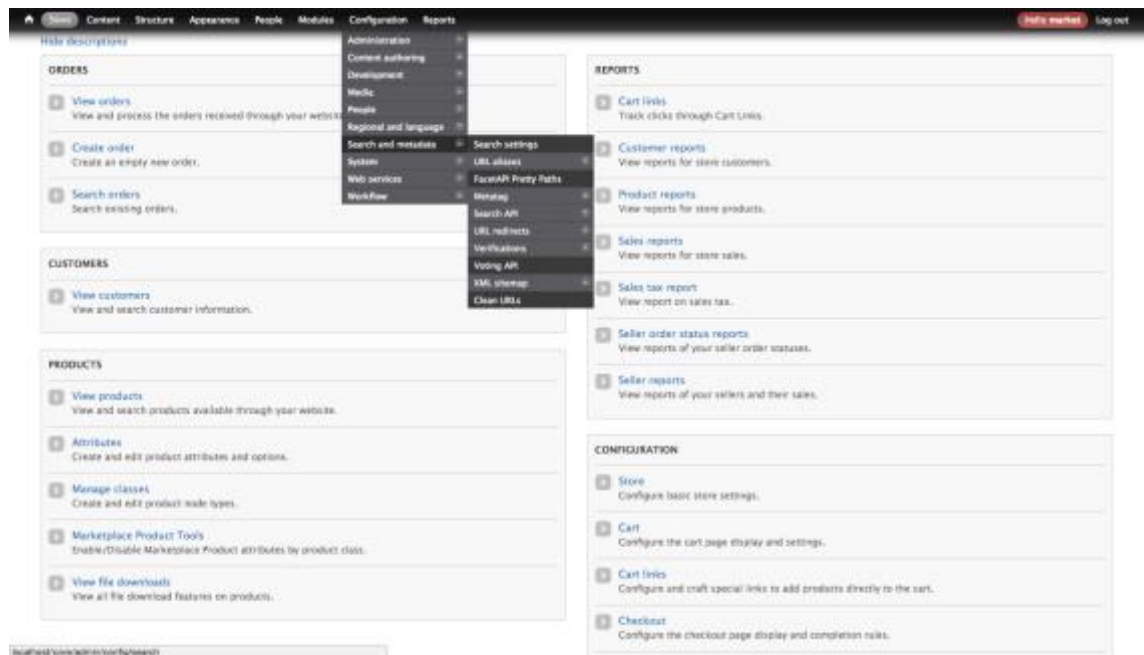 Store Content Structure Appearance People Modules Configuration Reports
Hello market Log out
Hide descriptions
Administration
Content authoring
Development
Media
People
Regional and language
Search and metadata
System
Web services
Workflow
Search settings
URL aliases
FacetAPI Pretty Paths
Metatag
Search API
URL redirects
Verifications
Voting API
XML sitemap
Clean URLs
ORDERS
View orders
View and process the orders received through your
Create order
Create an empty new order.
Search orders
Search existing orders.
CUSTOMERS
View customers
View and search customer information.
PRODUCTS
View products
View and search products available through your website.
Attributes
Create and edit product attributes and options.
Manage classes
Create and edit product node types.
Marketplace Product Tools
Enable/Disable Marketplace Product attributes by product class.
View file downloads
View all file download features on products.
REPORTS
Cart links
Track clicks through Cart Links.
Customer reports
View reports for store customers.
Product reports
View reports for store products.
Sales reports
View reports for store sales.
Sales tax report
View report on sales tax.
Seller order status reports
View reports of your seller order statuses.
Seller reports
View reports of your sellers and their sales.
CONFIGURATION
Store
Configure basic store settings.
Cart
Configure the cart page display and settings.
Cart links
Configure and craft special links to add products directly to the cart.
Checkout
Configure the checkout page display and completion rules.